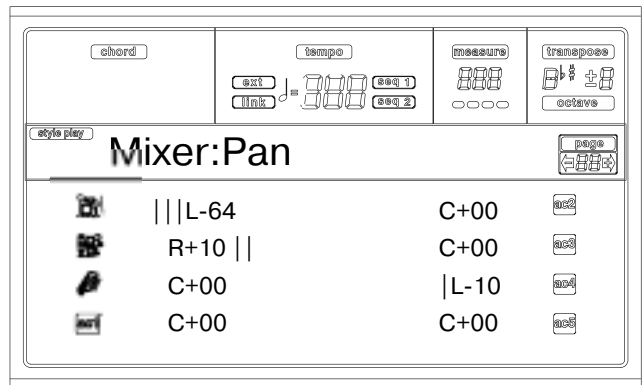 chord tempo measure transpose
ext seq 1
link seq 2 octave
style play page
Mixer:Pan
|||L-64 C+00 ac2
R+10 || C+00 ac3
C+00 |L-10 ac4
C+00 C+00 ac5